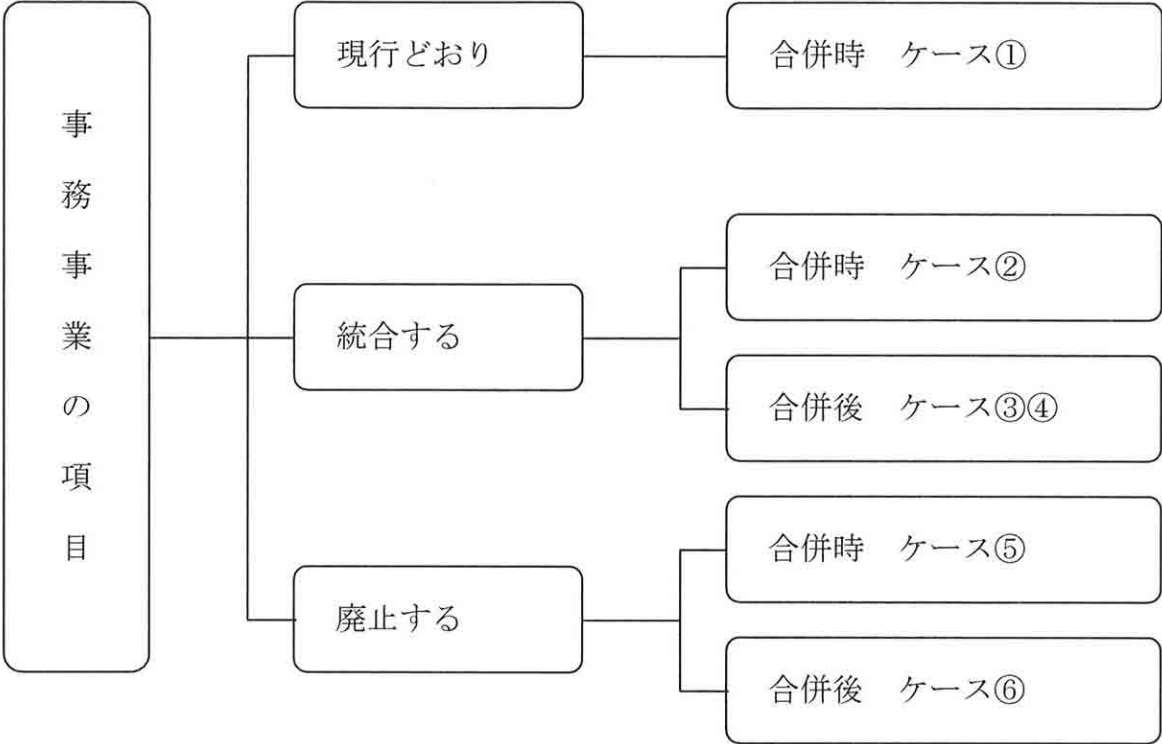 事務事業の項目
現行どおり
合併時　ケース①
統合する
合併時　ケース②
合併後　ケース③④
廃止する
合併時　ケース⑤
合併後　ケース⑥